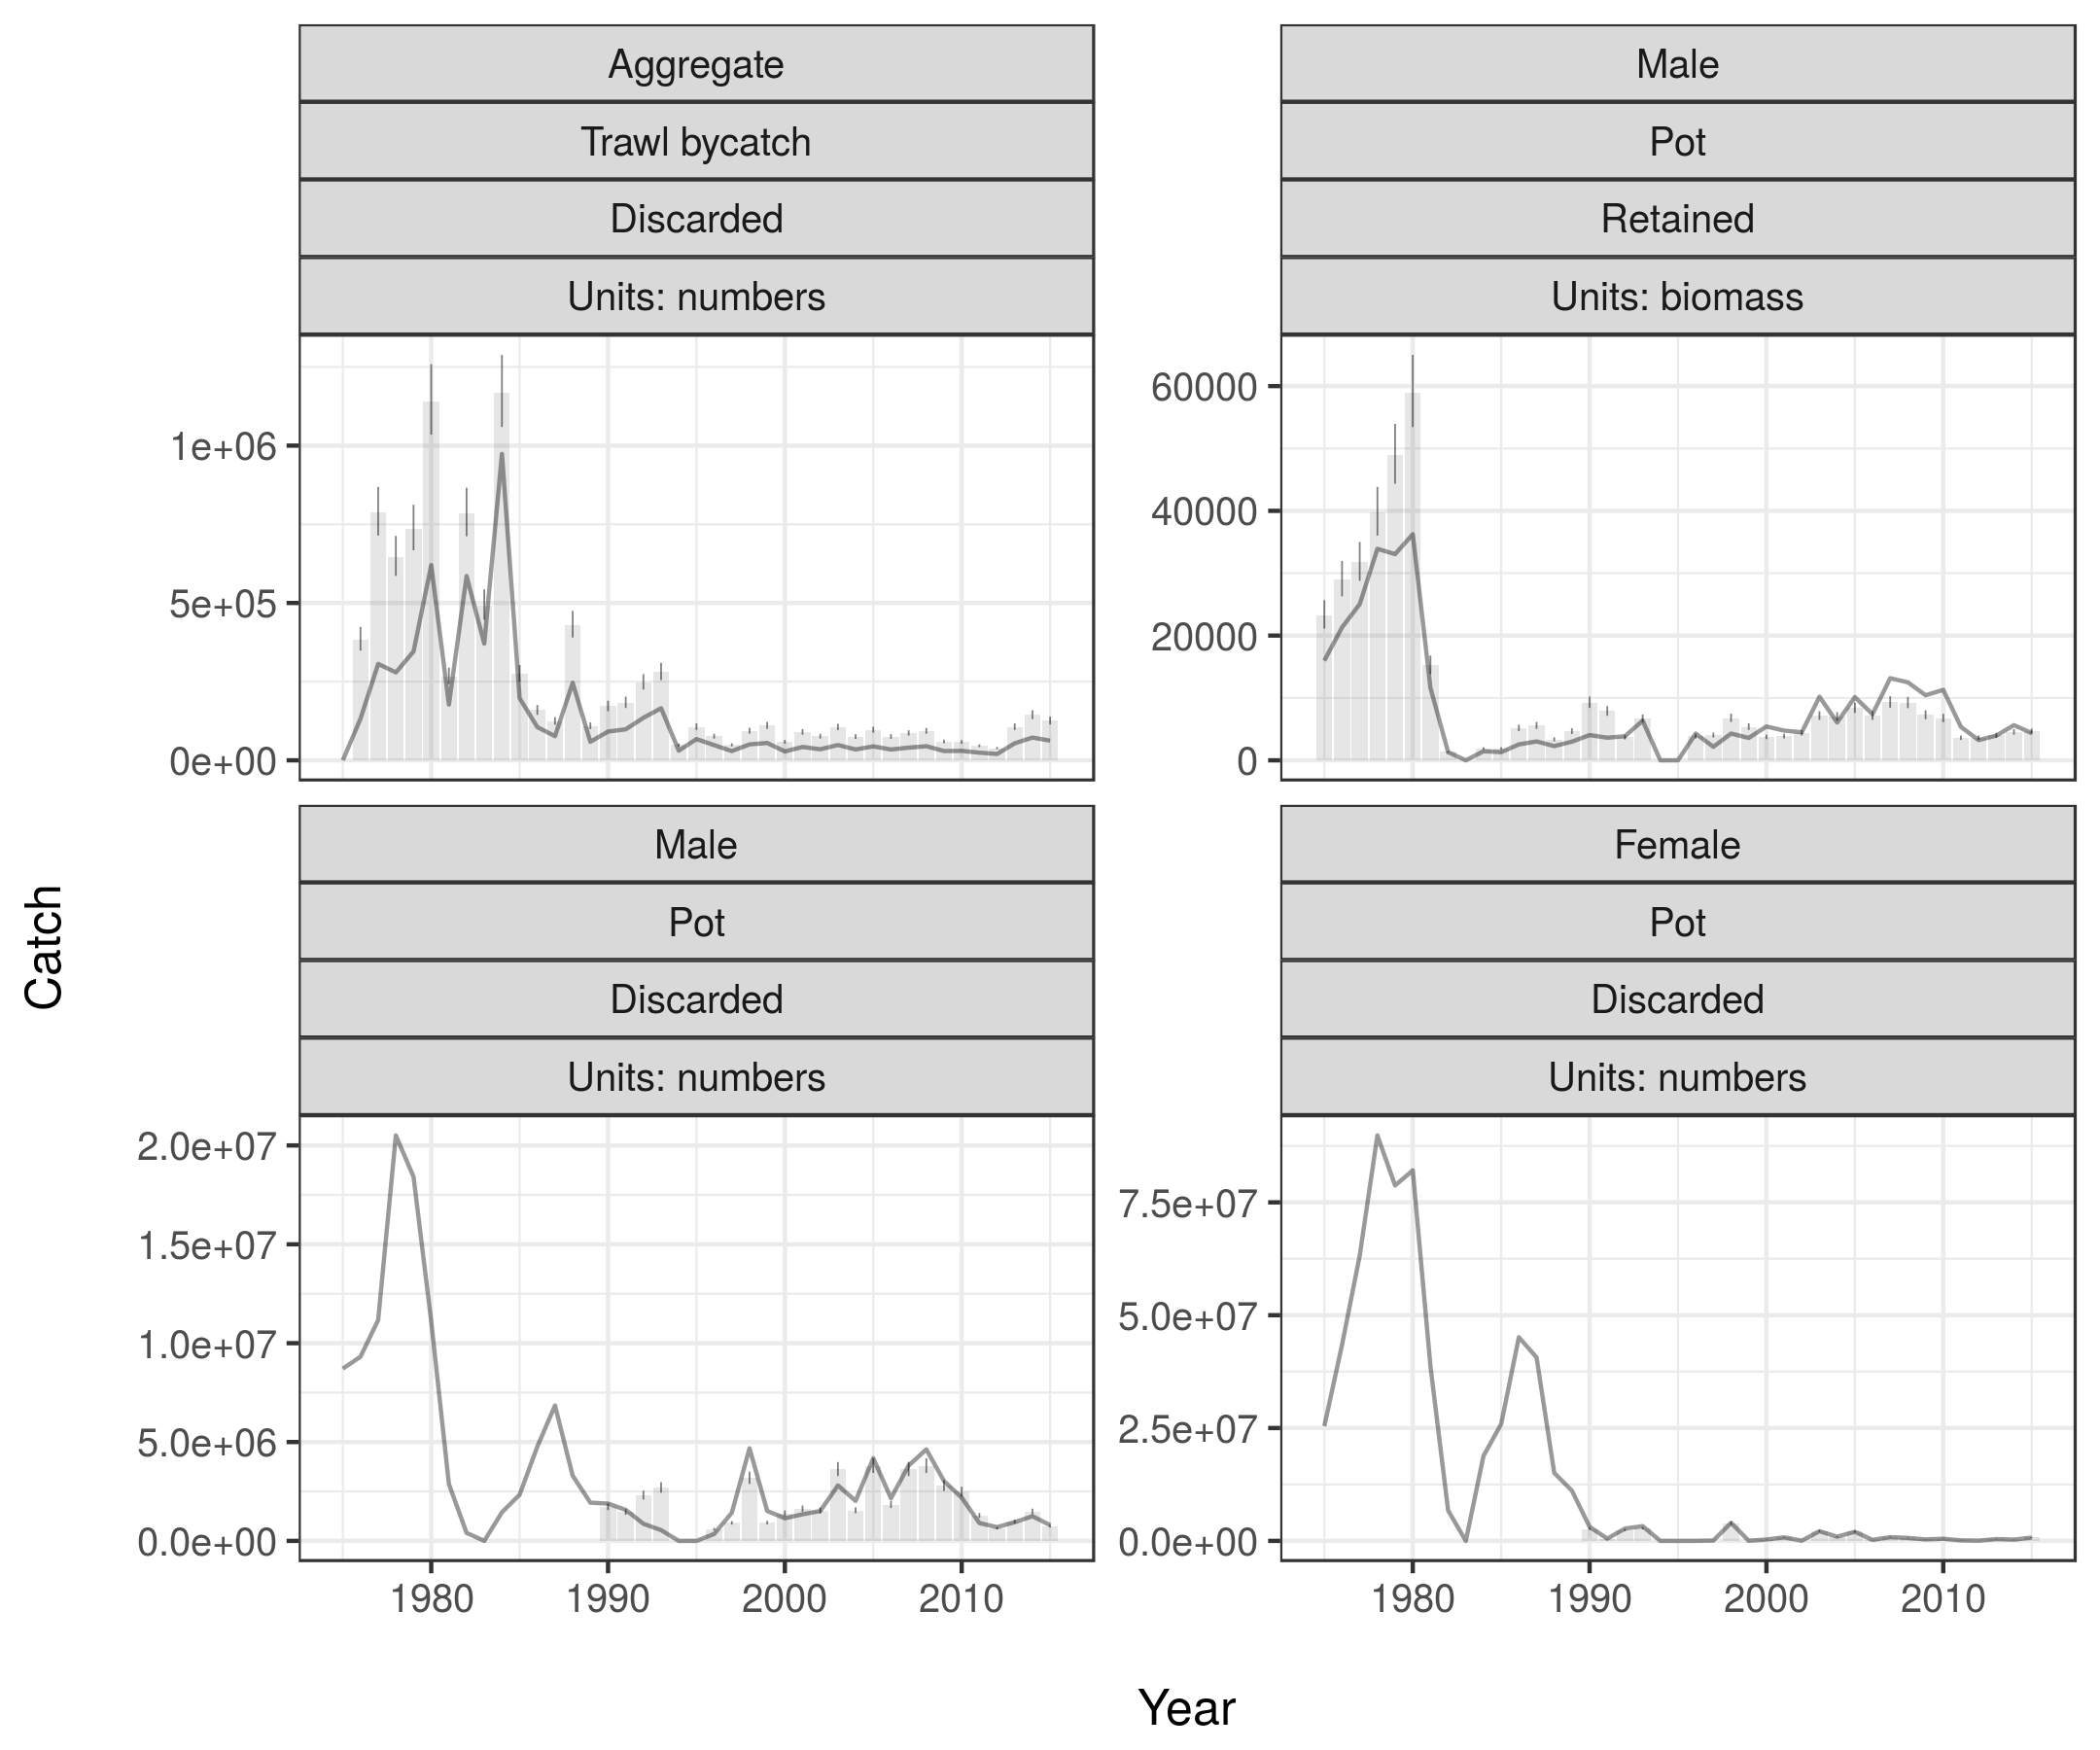 Aggregate
Trawl bycatch
Discarded
Units: numbers
1e+06
5e+05
0e+00
Male
Pot
Retained
Units: biomass
60000
40000
20000
0
Male
Pot
Discarded
Units: numbers
2.0e+07
1.5e+07
1.0e+07
5.0e+06
0.0e+00
1980 1990 2000 2010
Female
Pot
Discarded
Units: numbers
7.5e+07
5.0e+07
2.5e+07
0.0e+00
1980 1990 2000 2010
Catch
Year